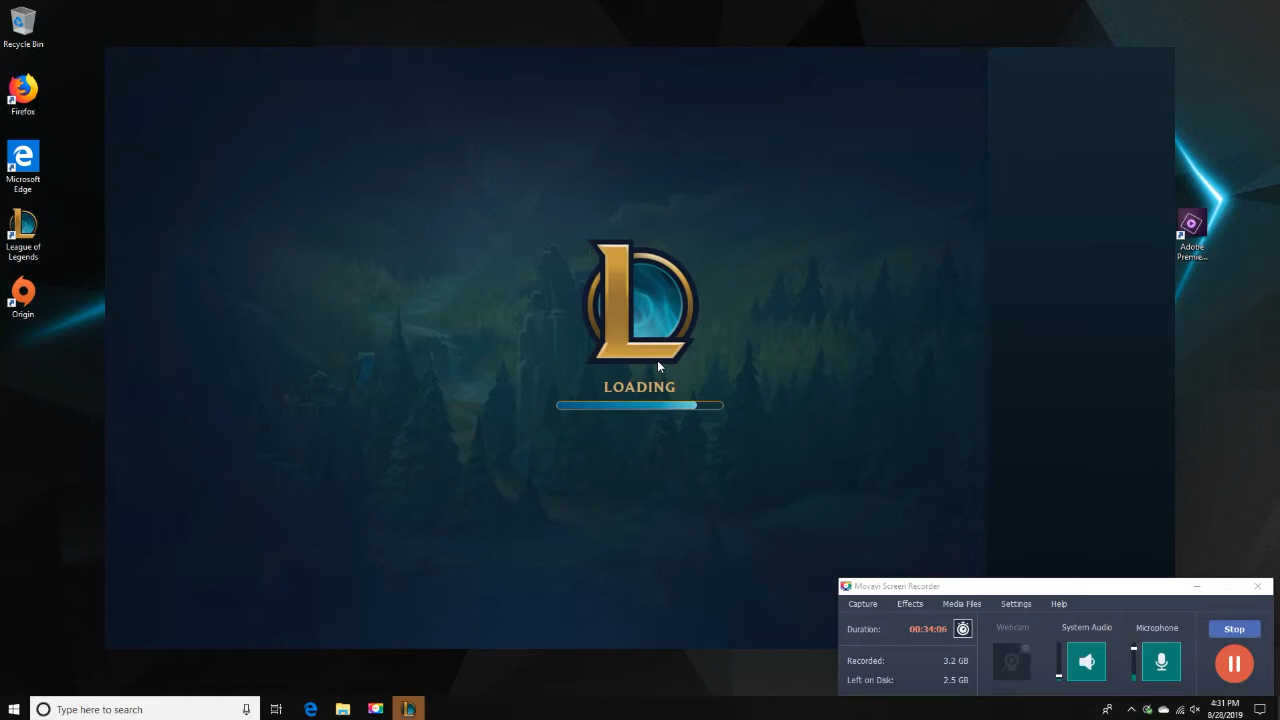 Recycle Bin
Firefox
Microsoft
Edge
League of
Legends
Origin
Adobe
Premie...
LOADING
Movavi Screen Recorder
Capture
Effects
Media Files
Settings
Help
Duration:
00:34:06
Webcam
System Audio
Microphone
Stop
Recorded:
3.2 GB
Left on Disk:
2.5 GB
Type here to search
4:31 PM
8/28/2019